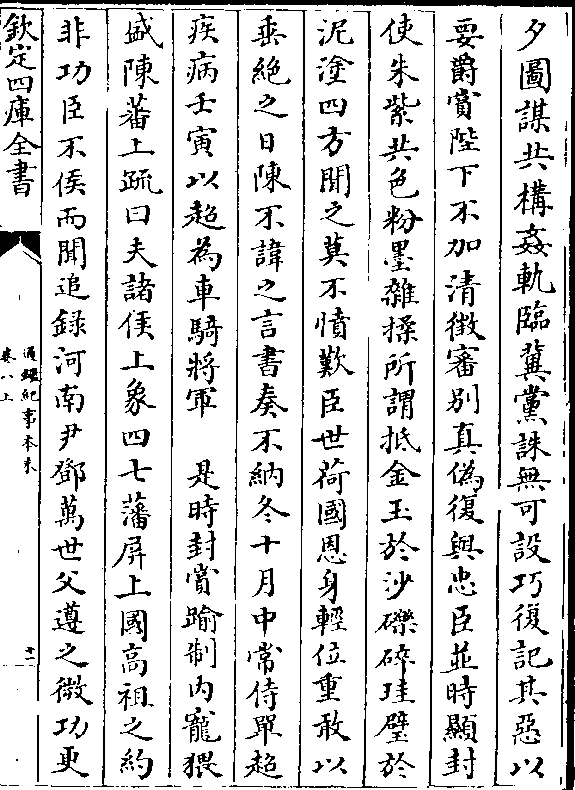 夕圖謀共構姦軌臨冀黨誅無可設巧復記其惡以
要爵賞陛下不加清徴審别真偽復與忠臣並時顯封
使朱紫共色粉墨雜揉所謂抵金玉於沙礫碎珪璧於
泥塗四方聞之莫不憤歎臣世荷國恩身輕位重敢以
垂絶之日陳不諱之言書奏不納冬十月中常侍單超
疾病壬寅以超為車騎將軍 是時封賞踰制内寵猥
盛陳蕃上疏曰夫諸侯上象四七藩屏上國髙祖之約
非功臣不侯而聞追録河南尹鄧萬世父遵之微功更
欽定四庫全書
通鑑紀事本末
卷八上
十二